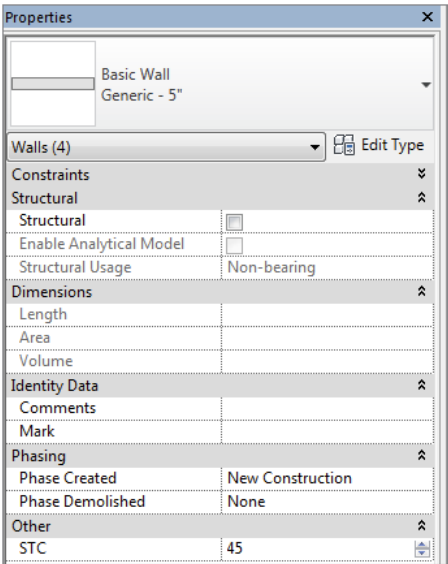 Properties
Basic Wall
Generic - 5"
Walls (4) Edit Type
Constraints
Structural
Structural
Enable Analytical Model
Structural Usage Non-bearing
Dimensions
Length
Area
Volume
Identity Data
Comments
Mark
Phasing
Phase Created New Construction
Phase Demolished None
Other
STC 45